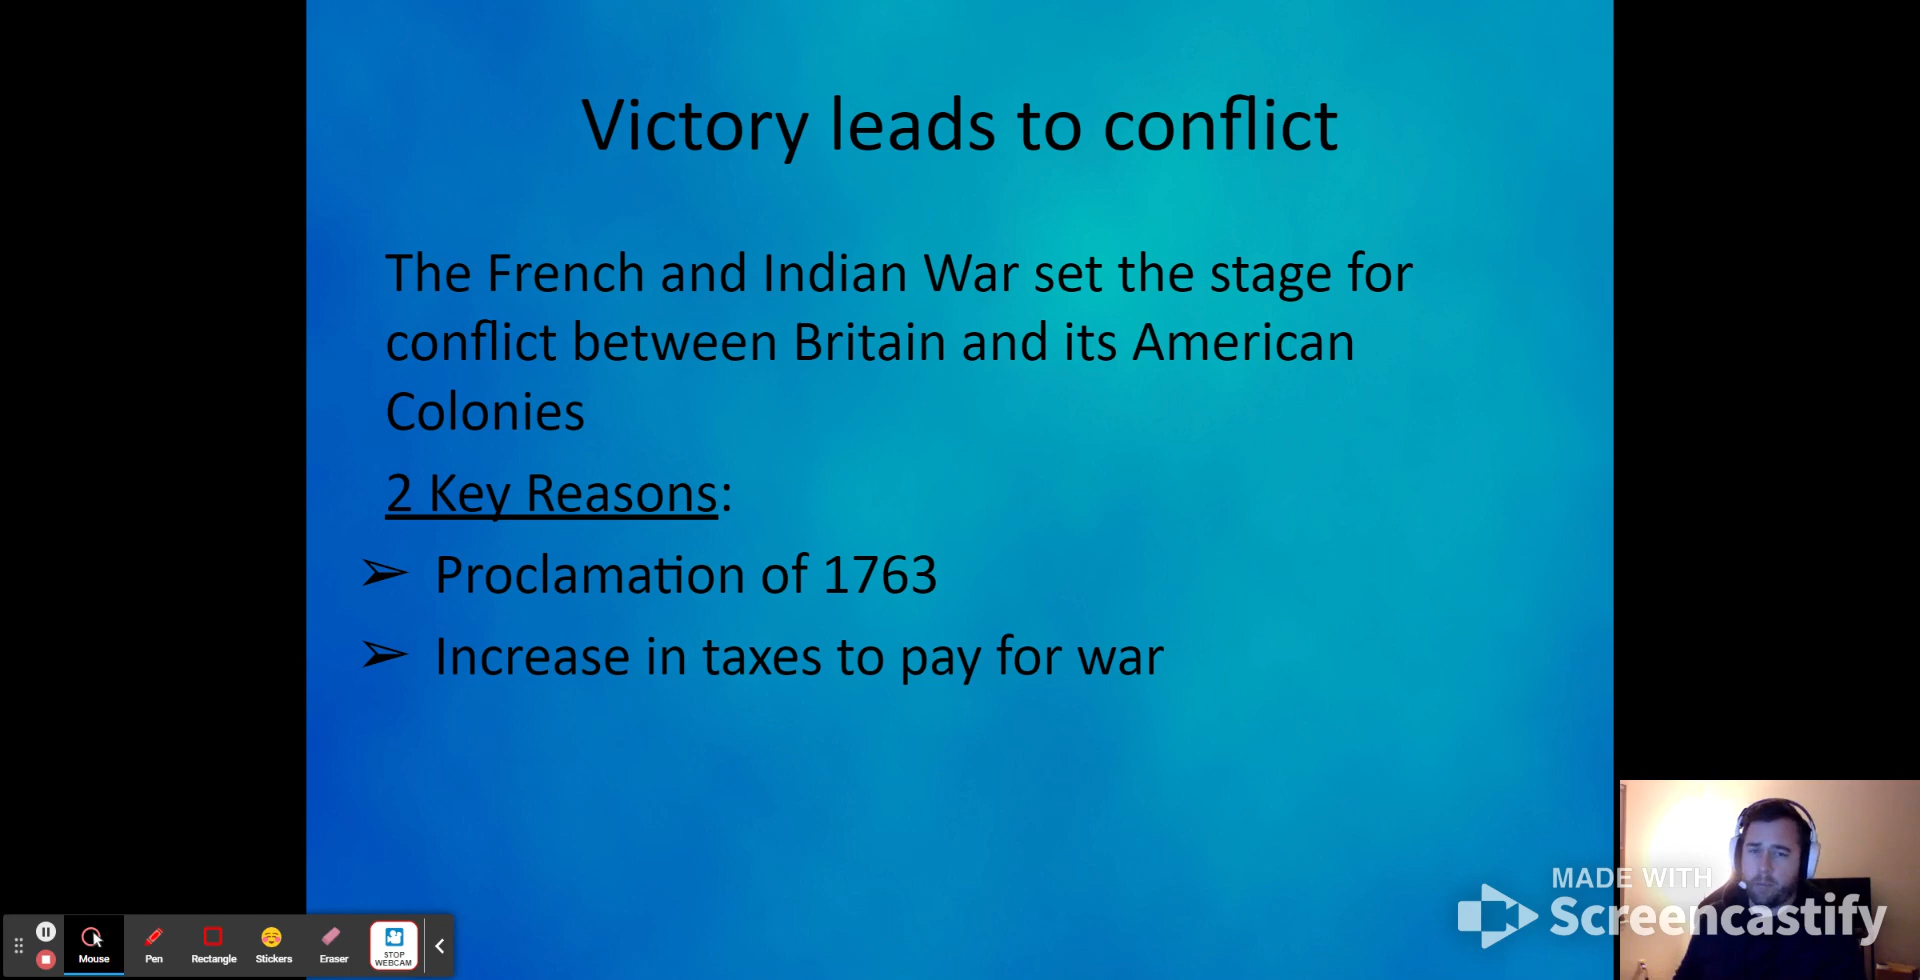 Victory leads to conflict
The French and Indian War set the stage for
conflict between Britain and its American
Colonies
2 Key Reasons:
➢ Proclamation of 1763
➢ Increase in taxes to pay for war
MADE WITH
Screencastify
Mouse Pen Rectangle Stickers Eraser STOP
WEBCAM